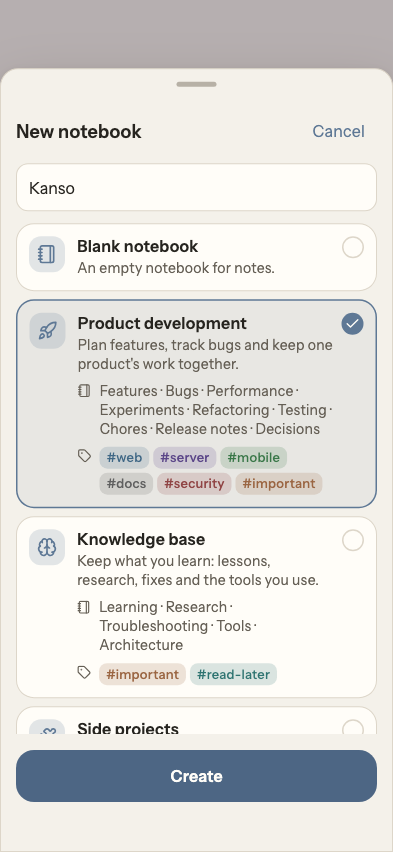 New notebook
Cancel
Kanso
Blank notebook
An empty notebook for notes.
Product development
Plan features, track bugs and keep one
product's work together.
Features · Bugs · Performance ·
Experiments · Refactoring · Testing ·
Chores · Release notes · Decisions
#web #server #mobile
#docs #security #important
Knowledge base
Keep what you learn: lessons,
research, fixes and the tools you use.
Learning · Research ·
Troubleshooting · Tools ·
Architecture
#important #read-later
Side projects
Create